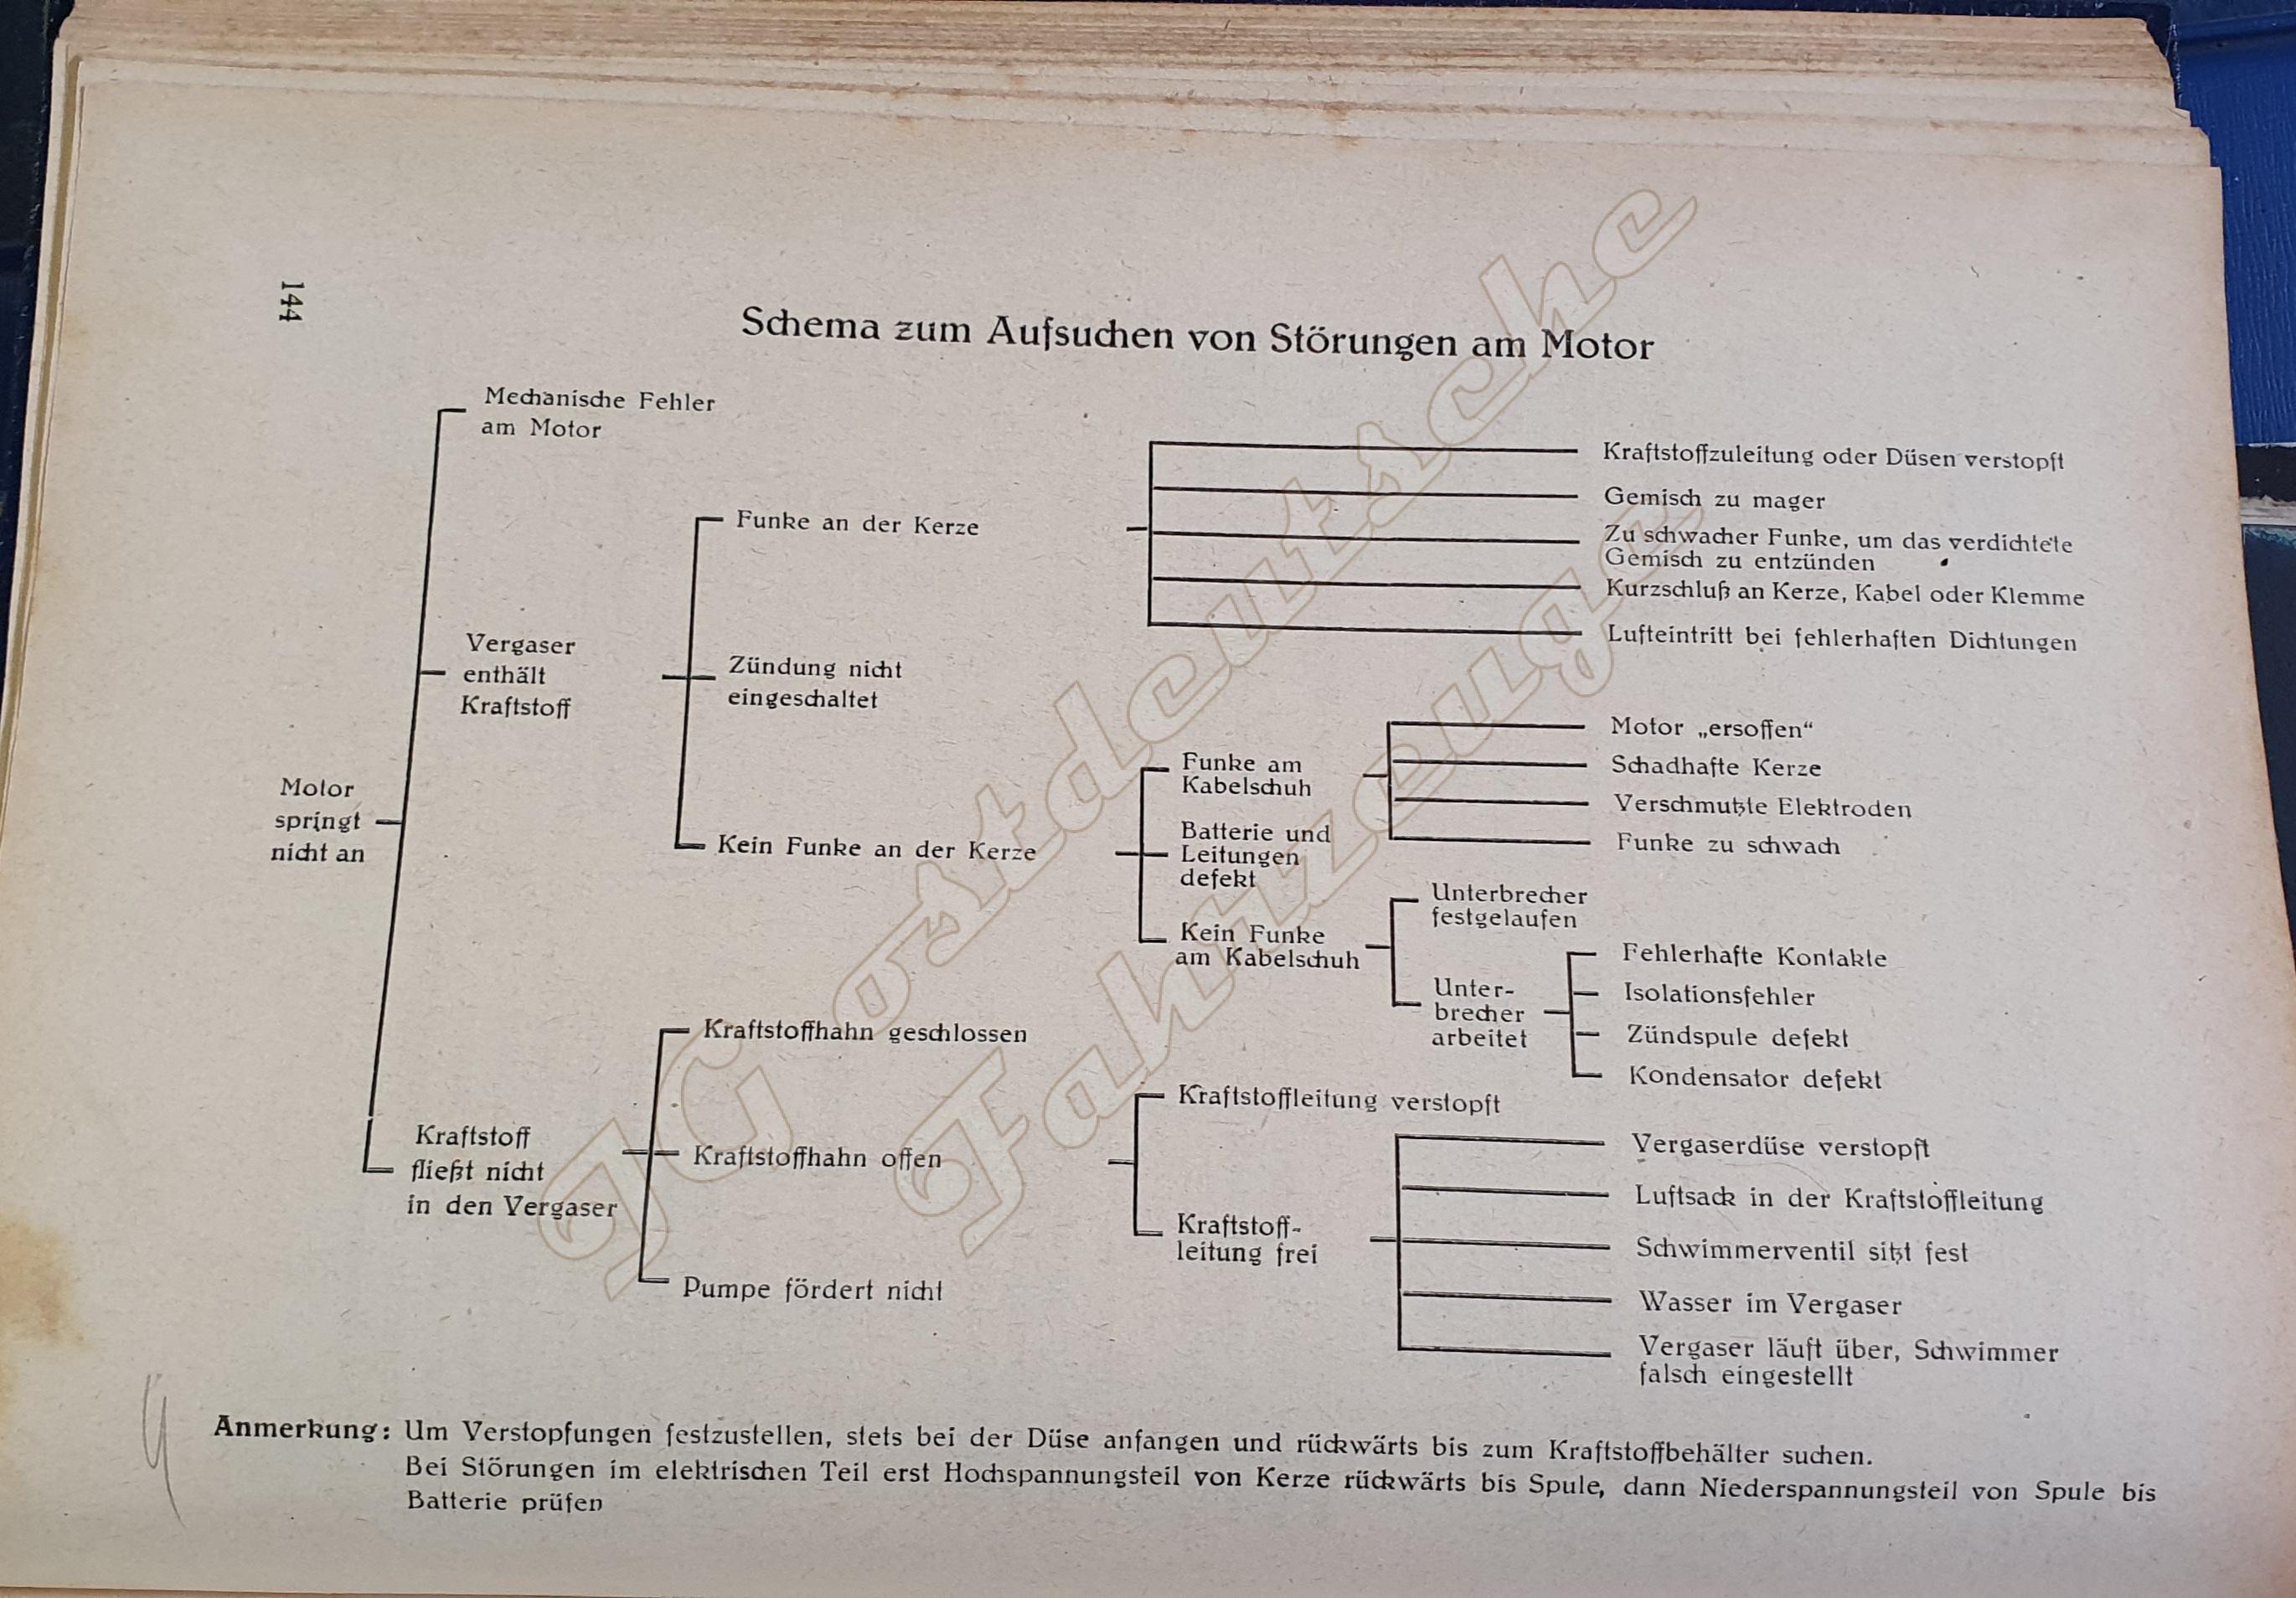 144
Schema zum Aufsuchen von Störungen am Motor
Mechanische Fehler
am Motor
Kraftstoffzuleitung oder Düsen verstopft
Gemisch zu mager
Funke an der Kerze
Zu schwacher Funke, um das verdichtete
Gemisch zu entzünden
Kurzschluß an Kerze, Kabel oder Klemme
Lufteintritt bei fehlerhaften Dichtungen
Vergaser
enthält
Kraftstoff
Zündung nicht
eingeschaltet
Motor
springt
nicht an
Kein Funke an der Kerze
Funke am
Kabelschuh
Motor „ersoffen“
Schadhafte Kerze
Verschmutzte Elektroden
Funke zu schwach
Batterie und
Leitungen
defekt
Kein Funke
am Kabelschuh
Unterbrecher
festgelaufen
Unter-
brecher
arbeitet
Fehlerhafte Kontakte
Isolationsfehler
Zündspule defekt
Kondensator defekt
Kraftstoff
fließt nicht
in den Vergaser
Kraftstoffhahn geschlossen
Kraftstoffhahn offen
Kraftstoffleitung verstopft
Kraftstoff-
leitung frei
Vergaserdüse verstopft
Luftsack in der Kraftstoffleitung
Schwimmerventil sitzt fest
Wasser im Vergaser
Vergaser läuft über, Schwimmer
falsch eingestellt
Pumpe fördert nicht
Anmerkung: Um Verstopfungen festzustellen, stets bei der Düse anfangen und rückwärts bis zum Kraftstoffbehälter suchen.
Bei Störungen im elektrischen Teil erst Hochspannungsteil von Kerze rückwärts bis Spule, dann Niederspannungsteil von Spule bis
Batterie prüfen
IG ostdeutsche
Fahrzeuge